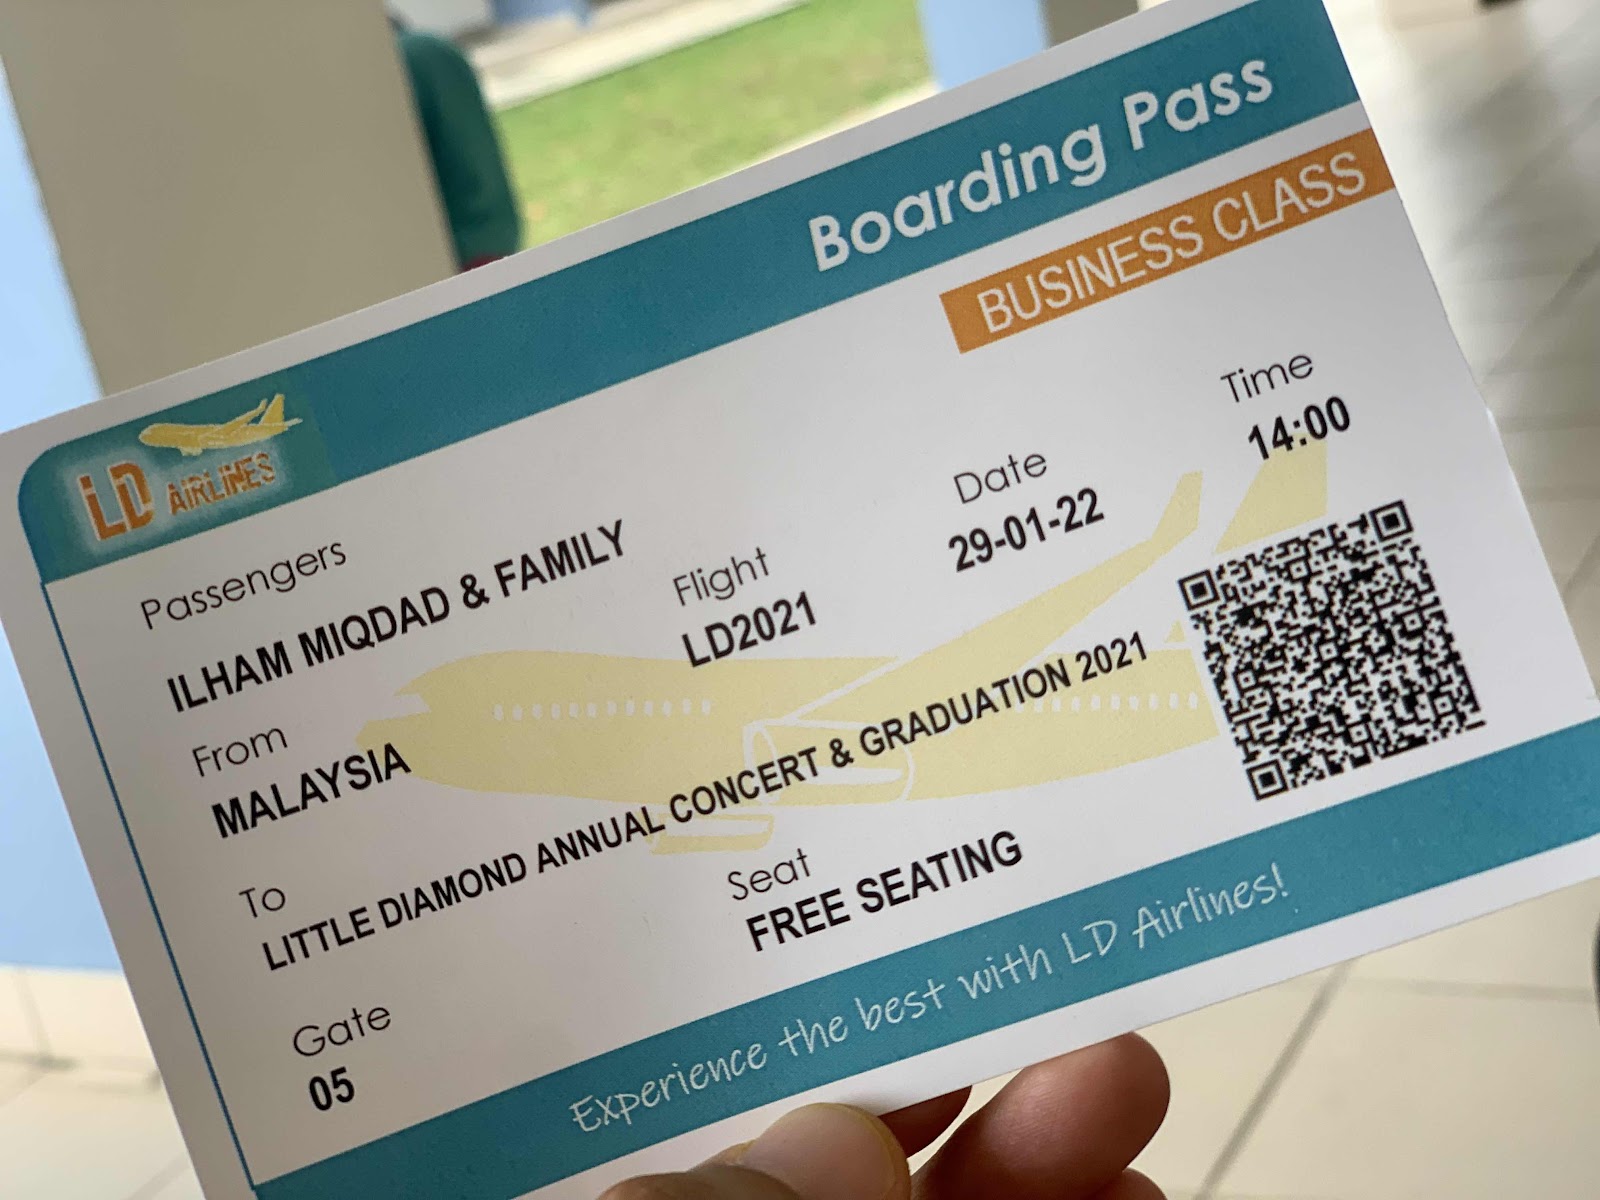 Boarding Pass
BUSINESS CLASS
LD AIRLINES
Passengers
ILHAM MIQDAD & FAMILY
Flight
LD2021
Date
29-01-22
Time
14:00
From
MALAYSIA
To
LITTLE DIAMOND ANNUAL CONCERT & GRADUATION 2021
Seat
FREE SEATING
Gate
05
Experience the best with LD Airlines!